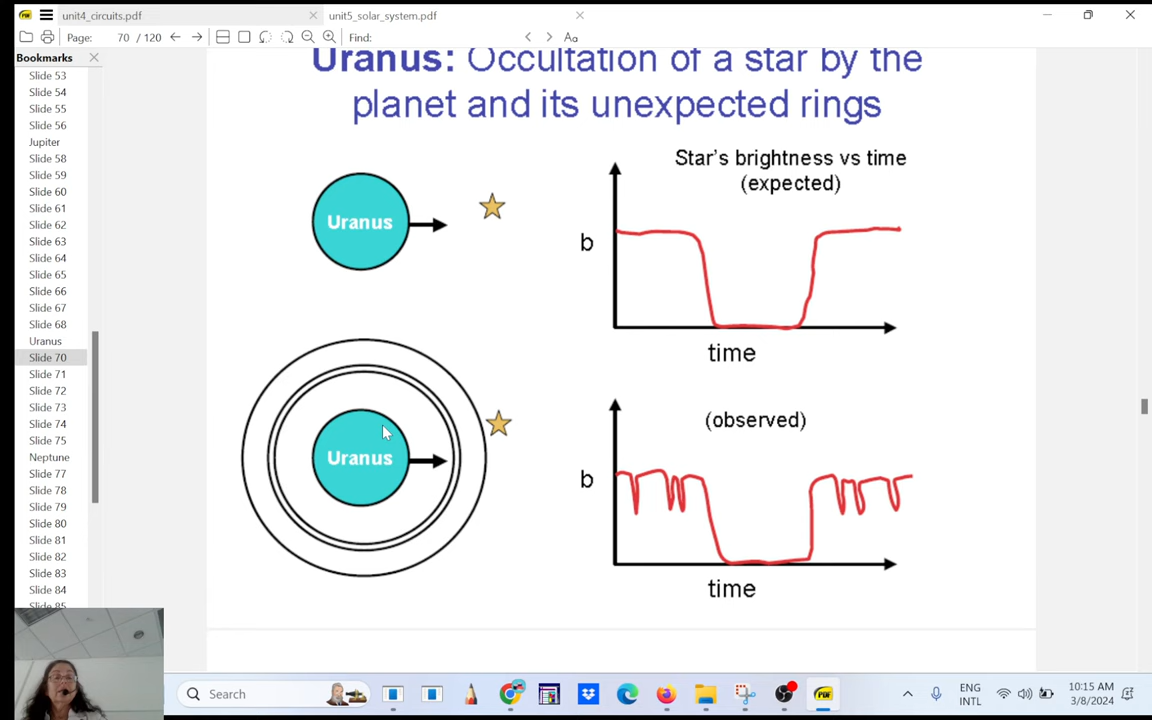 unit4_circuits.pdf
unit5_solar_system.pdf
Page: 70 / 120
Find:
Aa
Bookmarks
Slide 53
Slide 54
Slide 55
Slide 56
Jupiter
Slide 58
Slide 59
Slide 60
Slide 61
Slide 62
Slide 63
Slide 64
Slide 65
Slide 66
Slide 67
Slide 68
Uranus
Slide 70
Slide 71
Slide 72
Slide 73
Slide 74
Slide 75
Neptune
Slide 77
Slide 78
Slide 79
Slide 80
Slide 81
Slide 82
Slide 83
Slide 84
Slide 85
Uranus: Occultation of a star by the
planet and its unexpected rings
Uranus
Star's brightness vs time
(expected)
b
time
Uranus
(observed)
b
time
Search
PDF
ENG
INTL
10:15 AM
3/8/2024